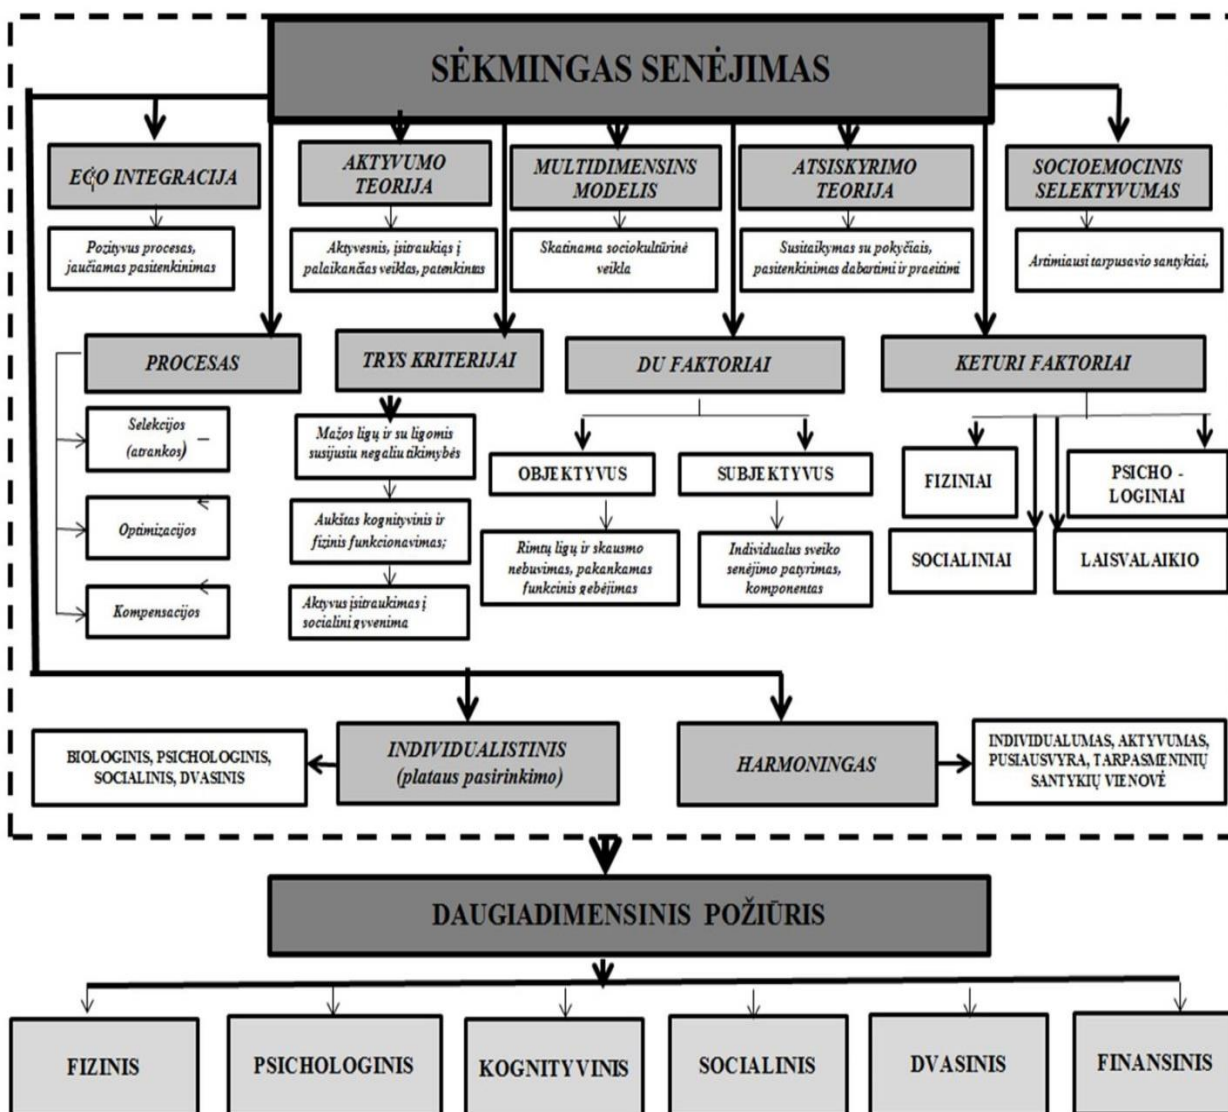 SĖKMINGAS SENĖJIMAS
EGO INTEGRACIJA
AKTYVUMO
TEORIJA
MULTIDIMENSINS
MODELIS
ATSISKYRIMO
TEORIJA
SOCIOEMOCINIS
SELEKTYVUMAS
Pozityvus procesas,
jaučiamas pasitenkinimas
Aktyvesnis, įsitraukiąs į
palaikančias veiklas, patenkintas
Skatinama sociokultūrinė
veikla
Susitaikymas su pokyčiais,
pasitenkinimas dabartimi ir praeitimi
Artimiausi tarpusavio santykiai,
PROCESAS
TRYS KRITERIJAI
DU FAKTORIAI
KETURI FAKTORIAI
Selekcijos
(atrankos)
Optimizacijos
Kompensacijos
Mažos ligų ir su ligomis
susijusiu negaliu tikimybės
Aukštas kognityvinis ir
fizinis funkcionavimas;
Aktyvus įsitraukimas į
socialinį gyvenimą
OBJEKTYVUS
SUBJEKTYVUS
Rimtų ligų ir skausmo
nebuvimas, pakankamas
funkcinis gebėjimas
Individualus sveiko
senėjimo patyrimas,
komponentas
FIZINIAI
PSICHO -
LOGINIAI
SOCIALINIAI
LAISVALAIKIO
BIOLOGINIS, PSICHOLOGINIS,
SOCIALINIS, DVASINIS
INDIVIDUALISTINIS
(plataus pasirinkimo)
HARMONINGAS
INDIVIDUALUMAS, AKTYVUMAS,
PUSIAUSVYRA, TARPASMENINIŲ
SANTYKIŲ VIENOVĖ
DAUGIADIMENSINIS POŽIŪRIS
FIZINIS
PSICHOLOGINIS
KOGNITYVINIS
SOCIALINIS
DVASINIS
FINANSINIS